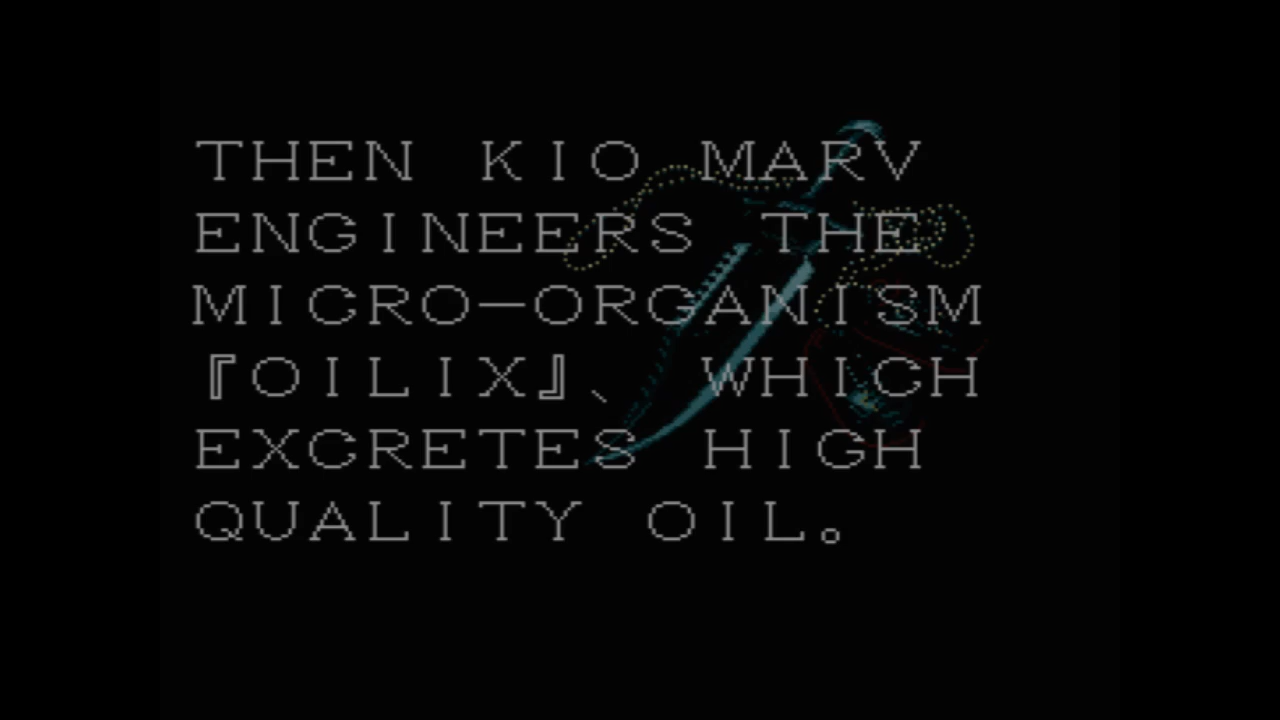 THEN KIO MARV
ENGINEERS THE
MICRO—ORGANISM
『OILIX』、 WHICH
EXCRETES HIGH
QUALITY OIL。